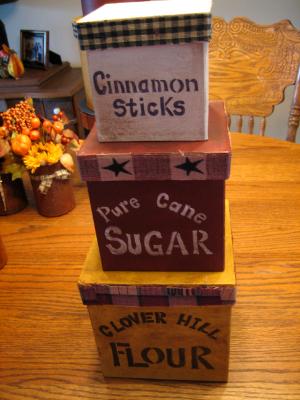 Cinnamon
Sticks
Pure Cane
SUGAR
CLOVER HILL
FLOUR